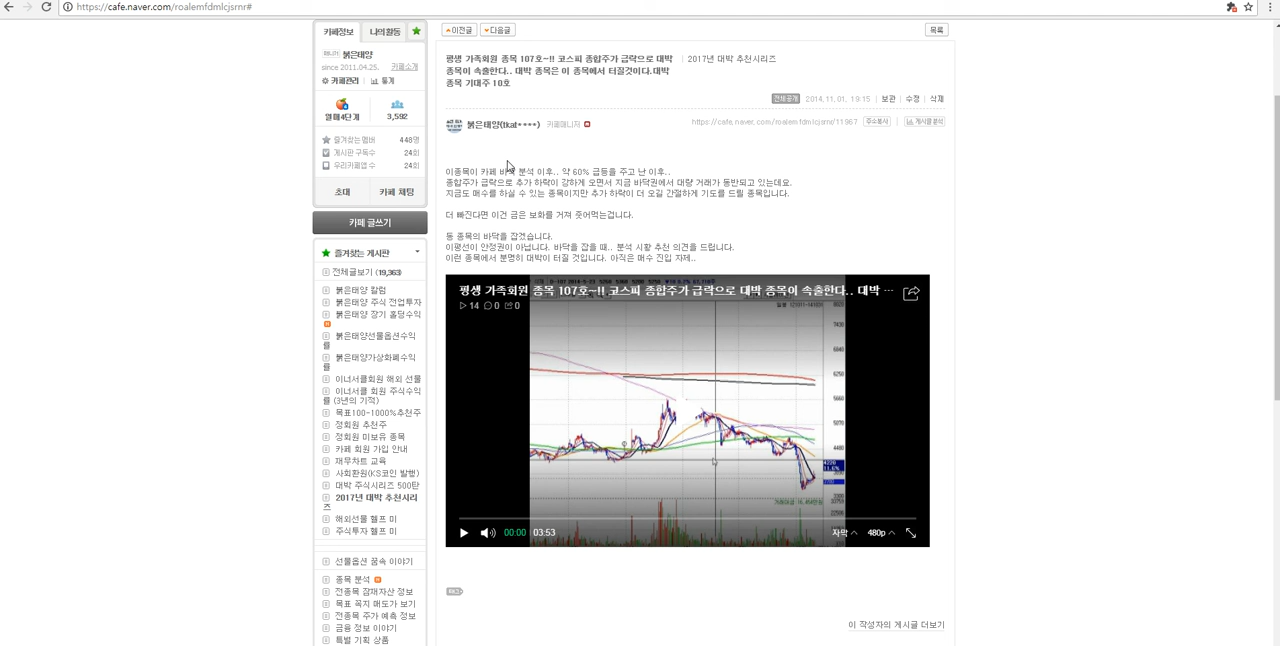 https://cafe.naver.com/roalemfdmlcjsrnr#
카페정보
나의활동
매니저 붉은태양
since 2011.04.25.
카페소개
카페관리
통계
열매4단계
3,592
즐겨찾는멤버 448명
게시판 구독수 24회
우리카페앱 수 24회
초대
카페 채팅
카페 글쓰기
즐겨찾는 게시판
전체글보기 (19,363)
붉은태양 칼럼
붉은태양 주식 전업투자
붉은태양 장기 홀딩수익
붉은태양선물옵션수익
률
붉은태양가상화폐수익
률
이너서클회원 해외 선물
이너서클 회원 주식수익
률 (3년의 기적)
목표100-1000%추천주
정회원 추천주
정회원 미보유 종목
카페 회원 가입 안내
재무차트 교육
사회환원(KS코인 발행)
대박 주식시리즈 500탄
2017년 대박 추천시리
즈
해외선물 헬프 미
주식투자 헬프 미
선물옵션 꿈속 이야기
종목 분석
전종목 잠재자산 정보
목표 꼭지 매도가 보기
전종목 주가 예측 정보
금융 정보 이야기
특별 기획 상품
이전글
다음글
목록
평생 가족회원 종목 107호~!! 코스피 종합주가 급락으로 대박
종목이 속출한다.. 대박 종목은 이 종목에서 터질것이다.대박
종목 기대주 10호
2017년 대박 추천시리즈
전체공개 2014.11.01. 19:15 보관 수정 삭제
붉은태양(tkat****) 카페매니저
https://cafe.naver.com/roalemfdmlcjsrnr/11967 주소복사 게시글분석
이종목이 카페 바닥 분석 이후.. 약 60% 급등을 주고 난 이후..
종합주가 급락으로 추가 하락이 강하게 오면서 지금 바닥권에서 대량 거래가 동반되고 있는데요.
지금도 매수를 하실 수 있는 종목이지만 추가 하락이 더 오길 간절하게 기도를 드릴 종목입니다.
더 빠진다면 이건 금은 보화를 거져 줏어먹는겁니다.
동 종목의 바닥을 잡겠습니다.
이평선이 안정권이 아닙니다. 바닥을 잡을 때.. 분석 시황 추천 의견을 드립니다.
이런 종목에서 분명히 대박이 터질 것입니다. 아직은 매수 진입 자제..
평생 가족회원 종목 107호~!! 코스피 종합주가 급락으로 대박 종목이 속출한다.. 대박 ...
14 0 0
00:00 03:53
자막
480p
태그
이 작성자의 게시글 더보기